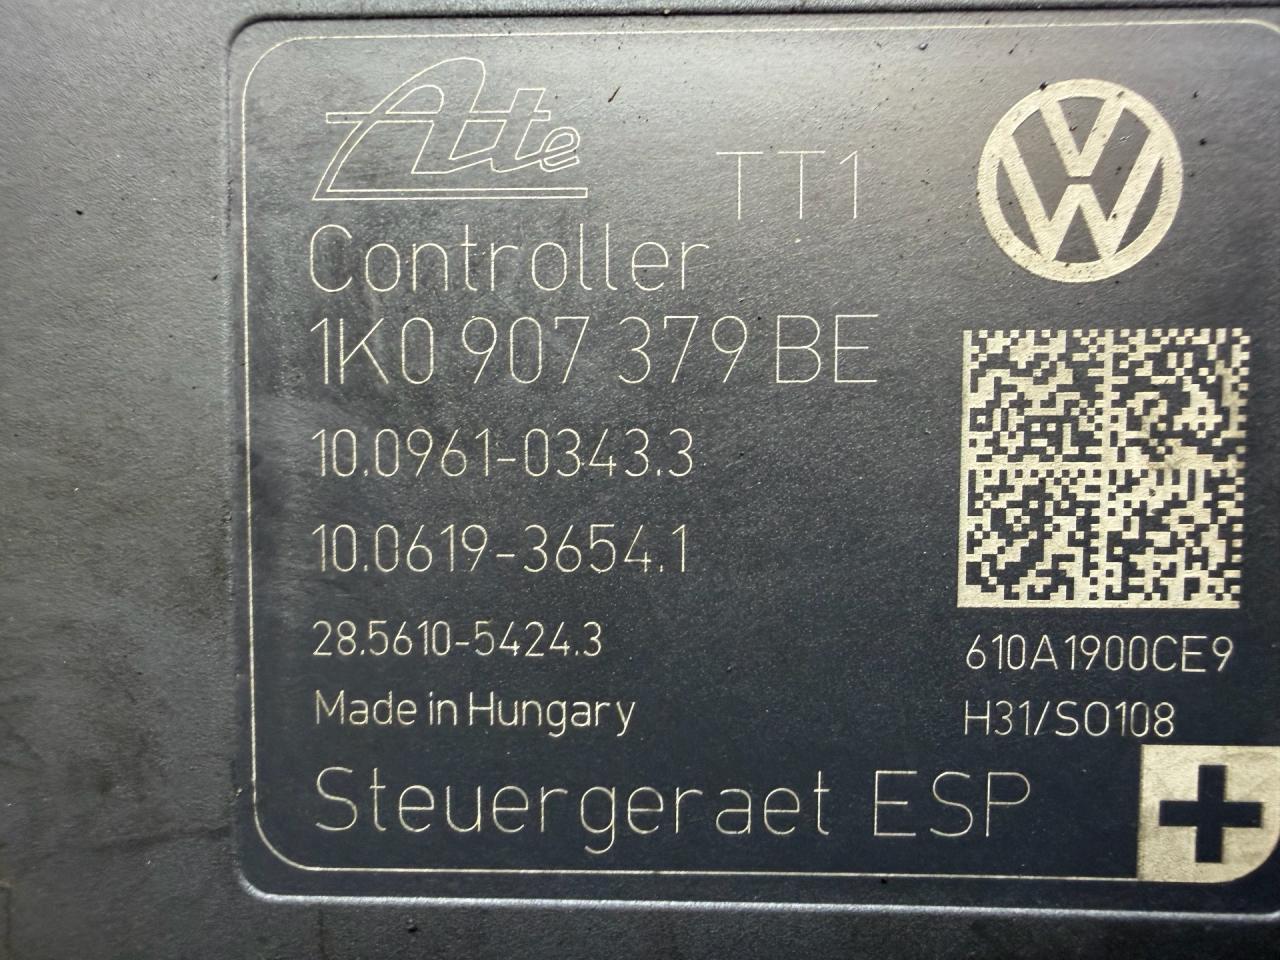 Ate
TT1
Controller
1K0 907 379 BE
10.0961-0343.3
10.0619-3654.1
28.5610-5424.3
610A1900CE9
Made in Hungary
H31/SO108
Steuergeraet ESP